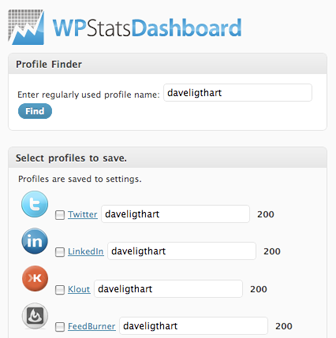 WPStatsDashboard
Profile Finder
Enter regularly used profile name: daveligthart
Find
Select profiles to save.
Profiles are saved to settings.
Twitter daveligthart 200
LinkedIn daveligthart 200
Klout daveligthart 200
FeedBurner daveligthart 200